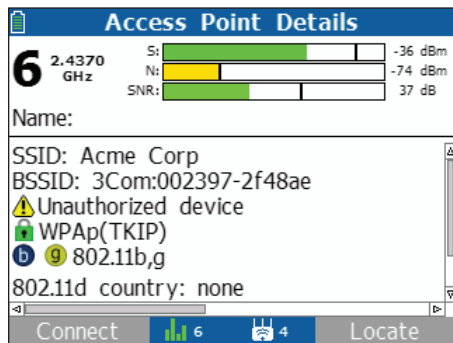 Access Point Details
6 2.4370 GHz
S: -36 dBm
N: -74 dBm
SNR: 37 dB
Name:
SSID: Acme Corp
BSSID: 3Com:002397-2f48ae
Unauthorized device
WPAp(TKIP)
b g 802.11b,g
802.11d country: none
Connect 6 4 Locate